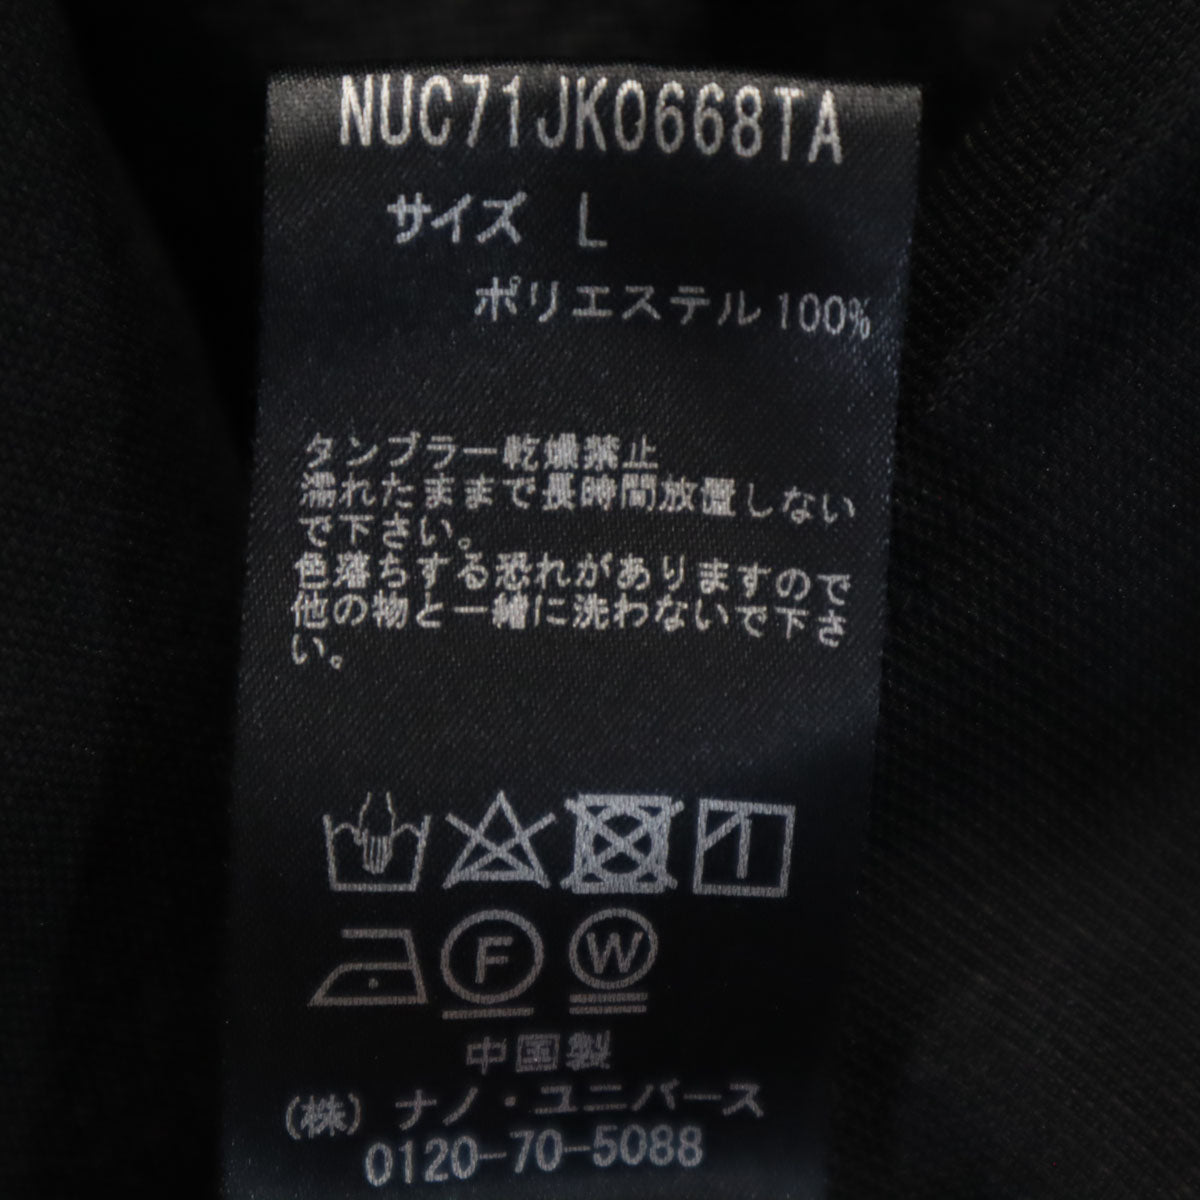 NUC71JK0668TA
サイズ L
ポリエステル 100%
タンブラー乾燥禁止
濡れたままで長時間放置しない
で下さい。
色落ちする恐れがありますので
他の物と一緒に洗わないで下さ
い。
F W
中国製
(株) ナノ・ユニバース
0120-70-5088